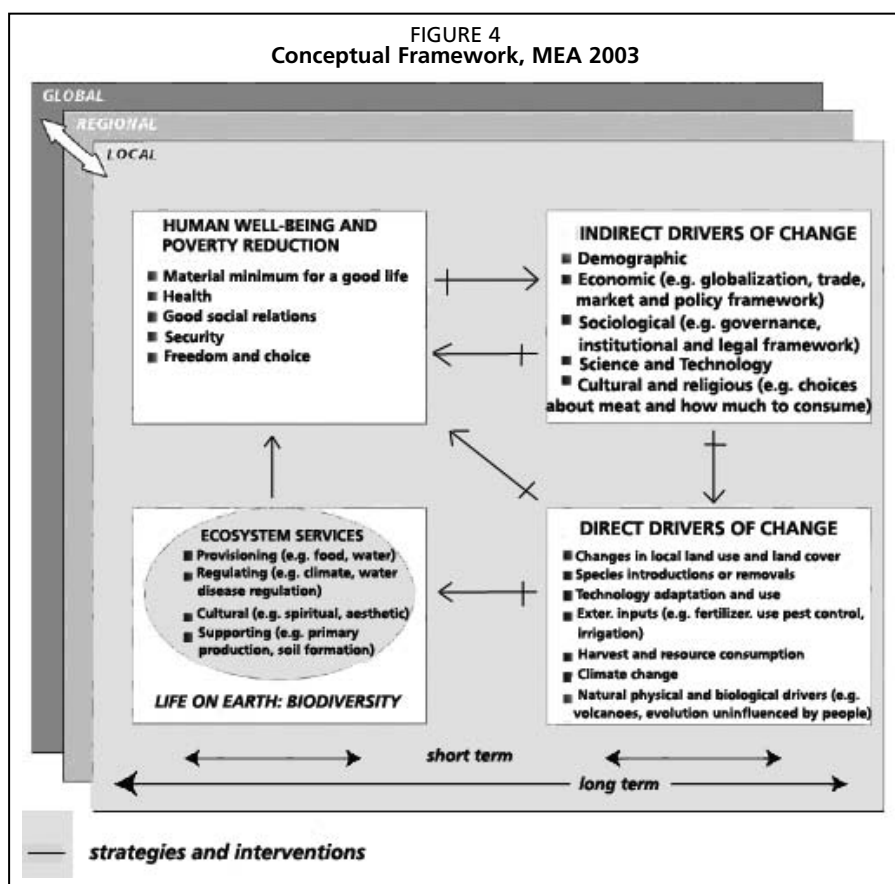 FIGURE 4
Conceptual Framework, MEA 2003
GLOBAL
REGIONAL
LOCAL
HUMAN WELL-BEING AND
POVERTY REDUCTION
Material minimum for a good life
Health
Good social relations
Security
Freedom and choice
INDIRECT DRIVERS OF CHANGE
Demographic
Economic (e.g. globalization, trade,
market and policy framework)
Sociological (e.g. governance,
institutional and legal framework)
Science and Technology
Cultural and religious (e.g. choices
about meat and how much to consume)
ECOSYSTEM SERVICES
Provisioning (e.g. food, water)
Regulating (e.g. climate, water
disease regulation)
Cultural (e.g. spiritual, aesthetic)
Supporting (e.g. primary
production, soil formation)
LIFE ON EARTH: BIODIVERSITY
DIRECT DRIVERS OF CHANGE
Changes in local land use and land cover
Species introductions or removals
Technology adaptation and use
Exter. inputs (e.g. fertilizer. use pest control,
irrigation)
Harvest and resource consumption
Climate change
Natural physical and biological drivers (e.g.
volcanoes, evolution uninfluenced by people)
short term
long term
strategies and interventions